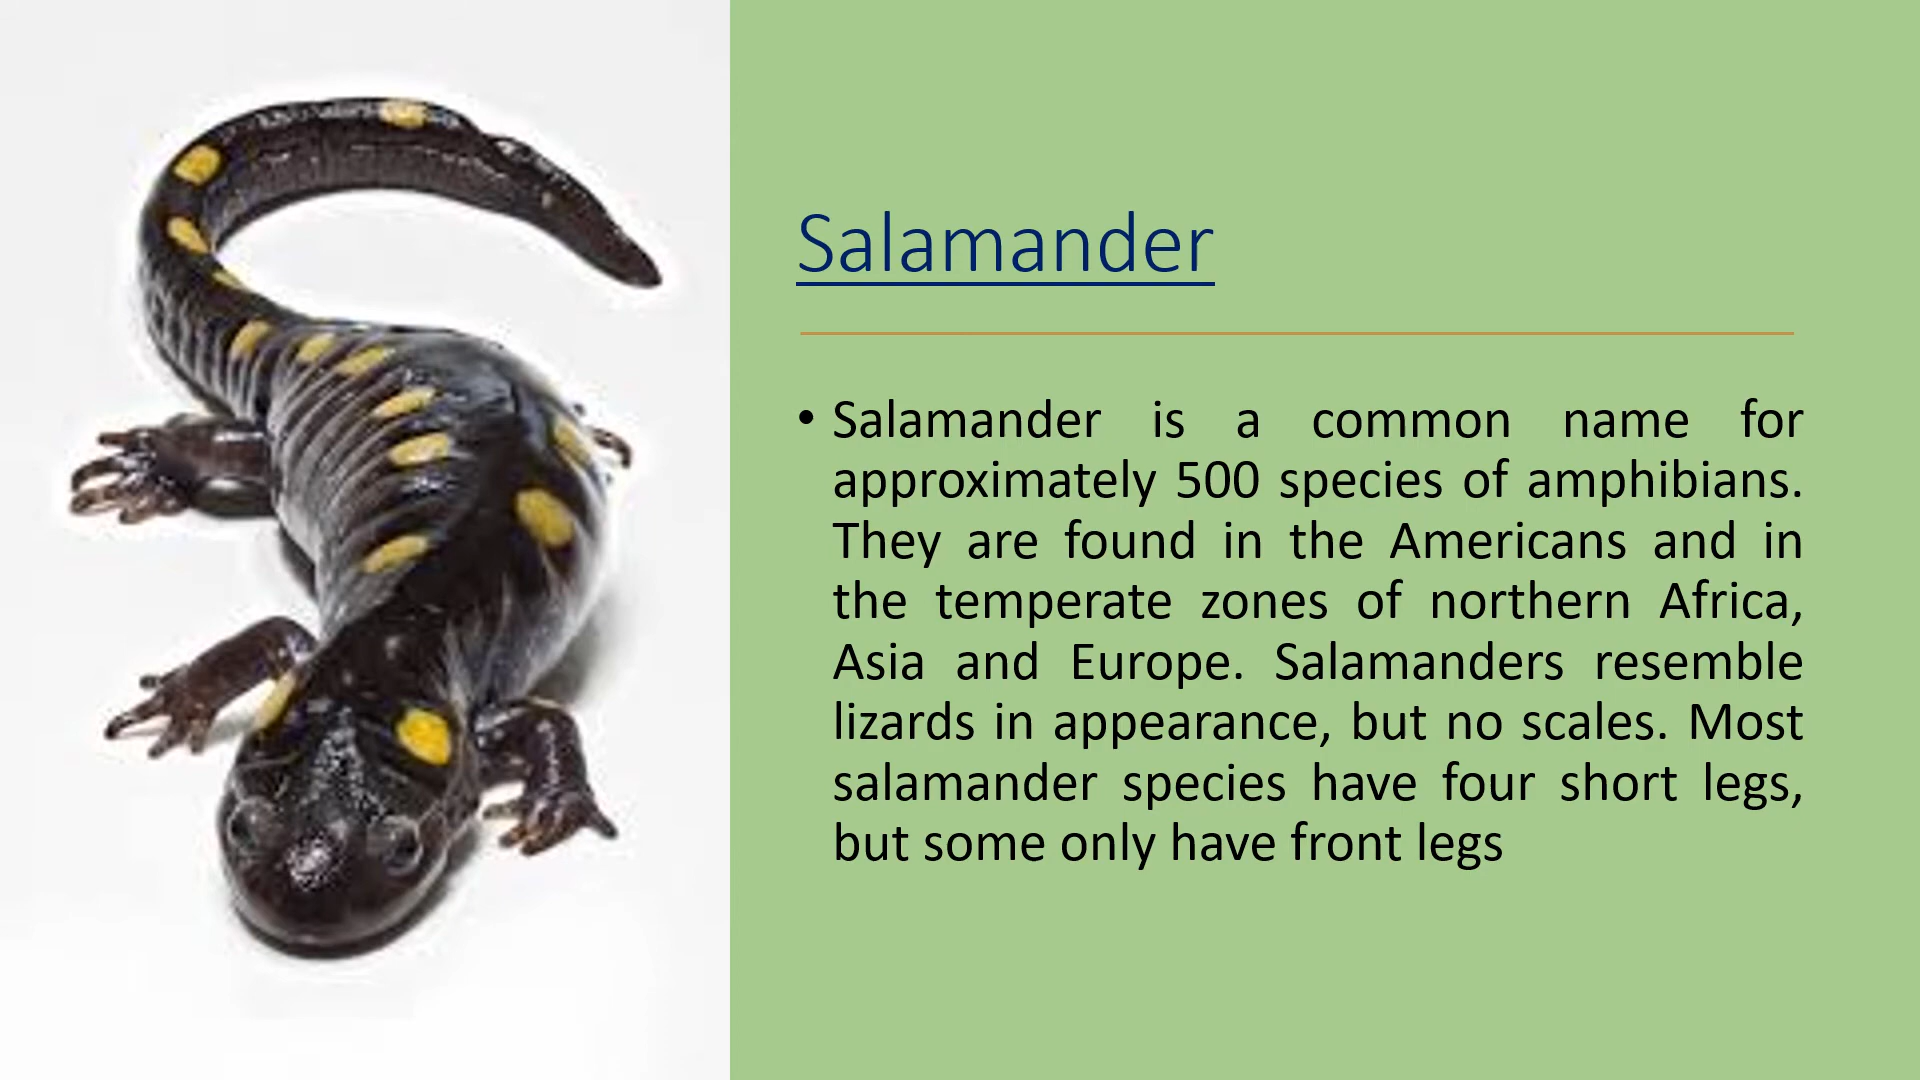 Salamander
• Salamander is a common name for
approximately 500 species of amphibians.
They are found in the Americans and in
the temperate zones of northern Africa,
Asia and Europe. Salamanders resemble
lizards in appearance, but no scales. Most
salamander species have four short legs,
but some only have front legs